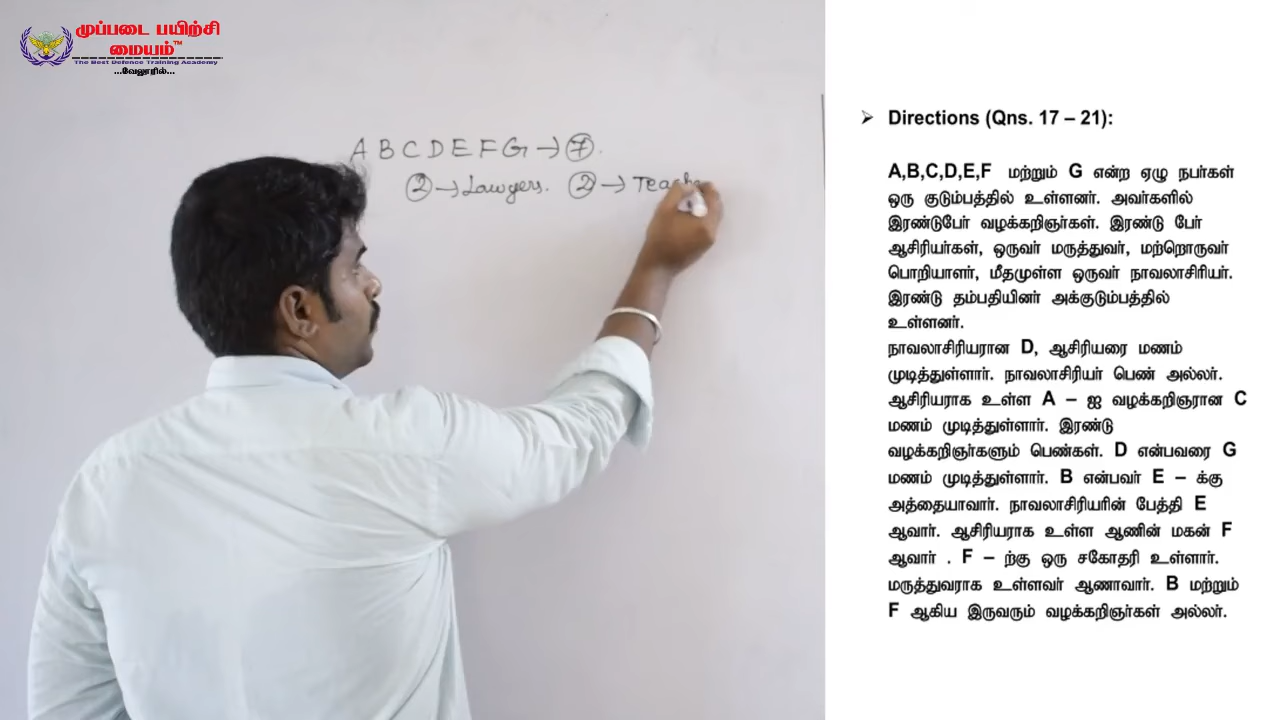 முப்படை பயிற்சி
மையம்™
The Best Defence Training Academy
...வேலூரில்...
A B C D E F G → 7.
2 → Lawyers. 2 → Teache
➢ Directions (Qns. 17 – 21):
A,B,C,D,E,F மற்றும் G என்ற ஏழு நபர்கள்
ஒரு குடும்பத்தில் உள்ளனர். அவர்களில்
இரண்டுபேர் வழக்கறிஞர்கள். இரண்டு பேர்
ஆசிரியர்கள், ஒருவர் மருத்துவர், மற்றொருவர்
பொறியாளர், மீதமுள்ள ஒருவர் நாவலாசிரியர்.
இரண்டு தம்பதியினர் அக்குடும்பத்தில்
உள்ளனர்.
நாவலாசிரியரான D, ஆசிரியரை மணம்
முடித்துள்ளார். நாவலாசிரியர் பெண் அல்லர்.
ஆசிரியராக உள்ள A – ஐ வழக்கறிஞரான C
மணம் முடித்துள்ளார். இரண்டு
வழக்கறிஞர்களும் பெண்கள். D என்பவரை G
மணம் முடித்துள்ளார். B என்பவர் E – க்கு
அத்தையாவார். நாவலாசிரியரின் பேத்தி E
ஆவார். ஆசிரியராக உள்ள ஆணின் மகன் F
ஆவார் . F – ற்கு ஒரு சகோதரி உள்ளார்.
மருத்துவராக உள்ளவர் ஆணாவார். B மற்றும்
F ஆகிய இருவரும் வழக்கறிஞர்கள் அல்லர்.